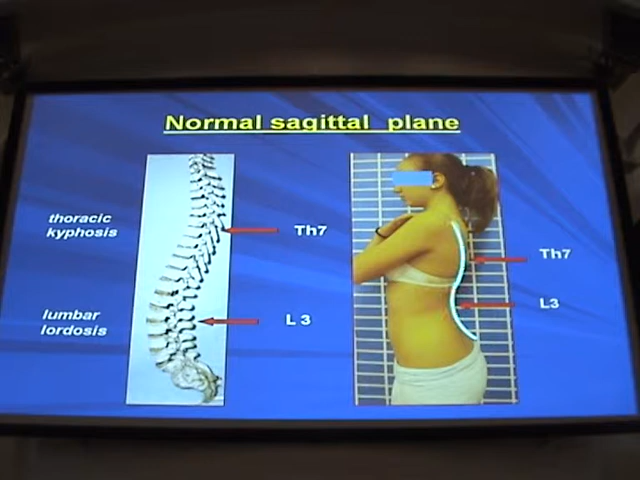 Normal sagittal plane
thoracic
kyphosis
Th7
Th7
L3
lumbar
lordosis
L 3